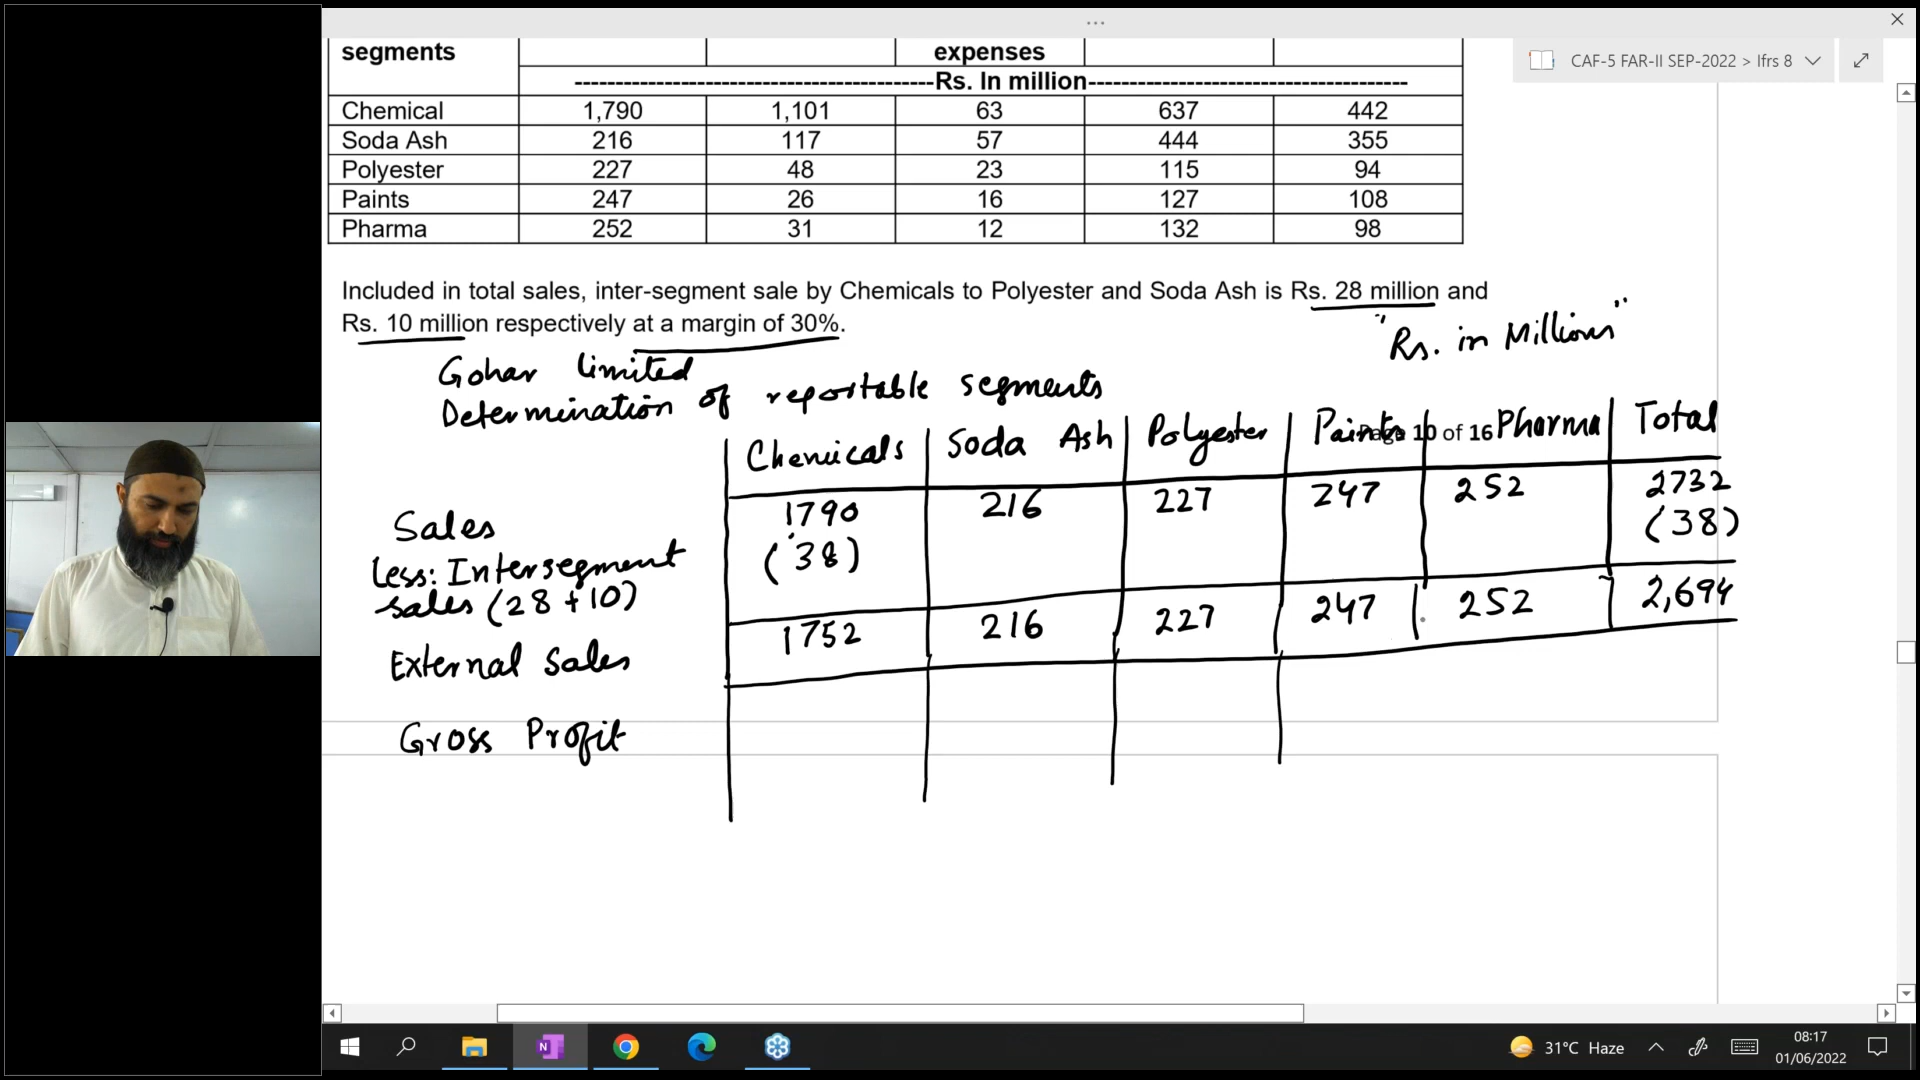 segments expenses
--------Rs. In million--------
Chemical 1,790 1,101 63 637 442
Soda Ash 216 117 57 444 355
Polyester 227 48 23 115 94
Paints 247 26 16 127 108
Pharma 252 31 12 132 98
CAF-5 FAR-II SEP-2022 > Ifrs 8
Included in total sales, inter-segment sale by Chemicals to Polyester and Soda Ash is Rs. 28 million and
Rs. 10 million respectively at a margin of 30%.
"Rs. in Millions"
Gohar limited
Determination of reportable segments
Page 10 of 16
Chemicals Soda Ash Polyester Paints Pharma Total
Sales 1790 216 227 247 252 2732
Less: Intersegment (38) (38)
sales (28+10)
External Sales 1752 216 227 247 252 2,694
Gross Profit
31°C Haze
08:17
01/06/2022